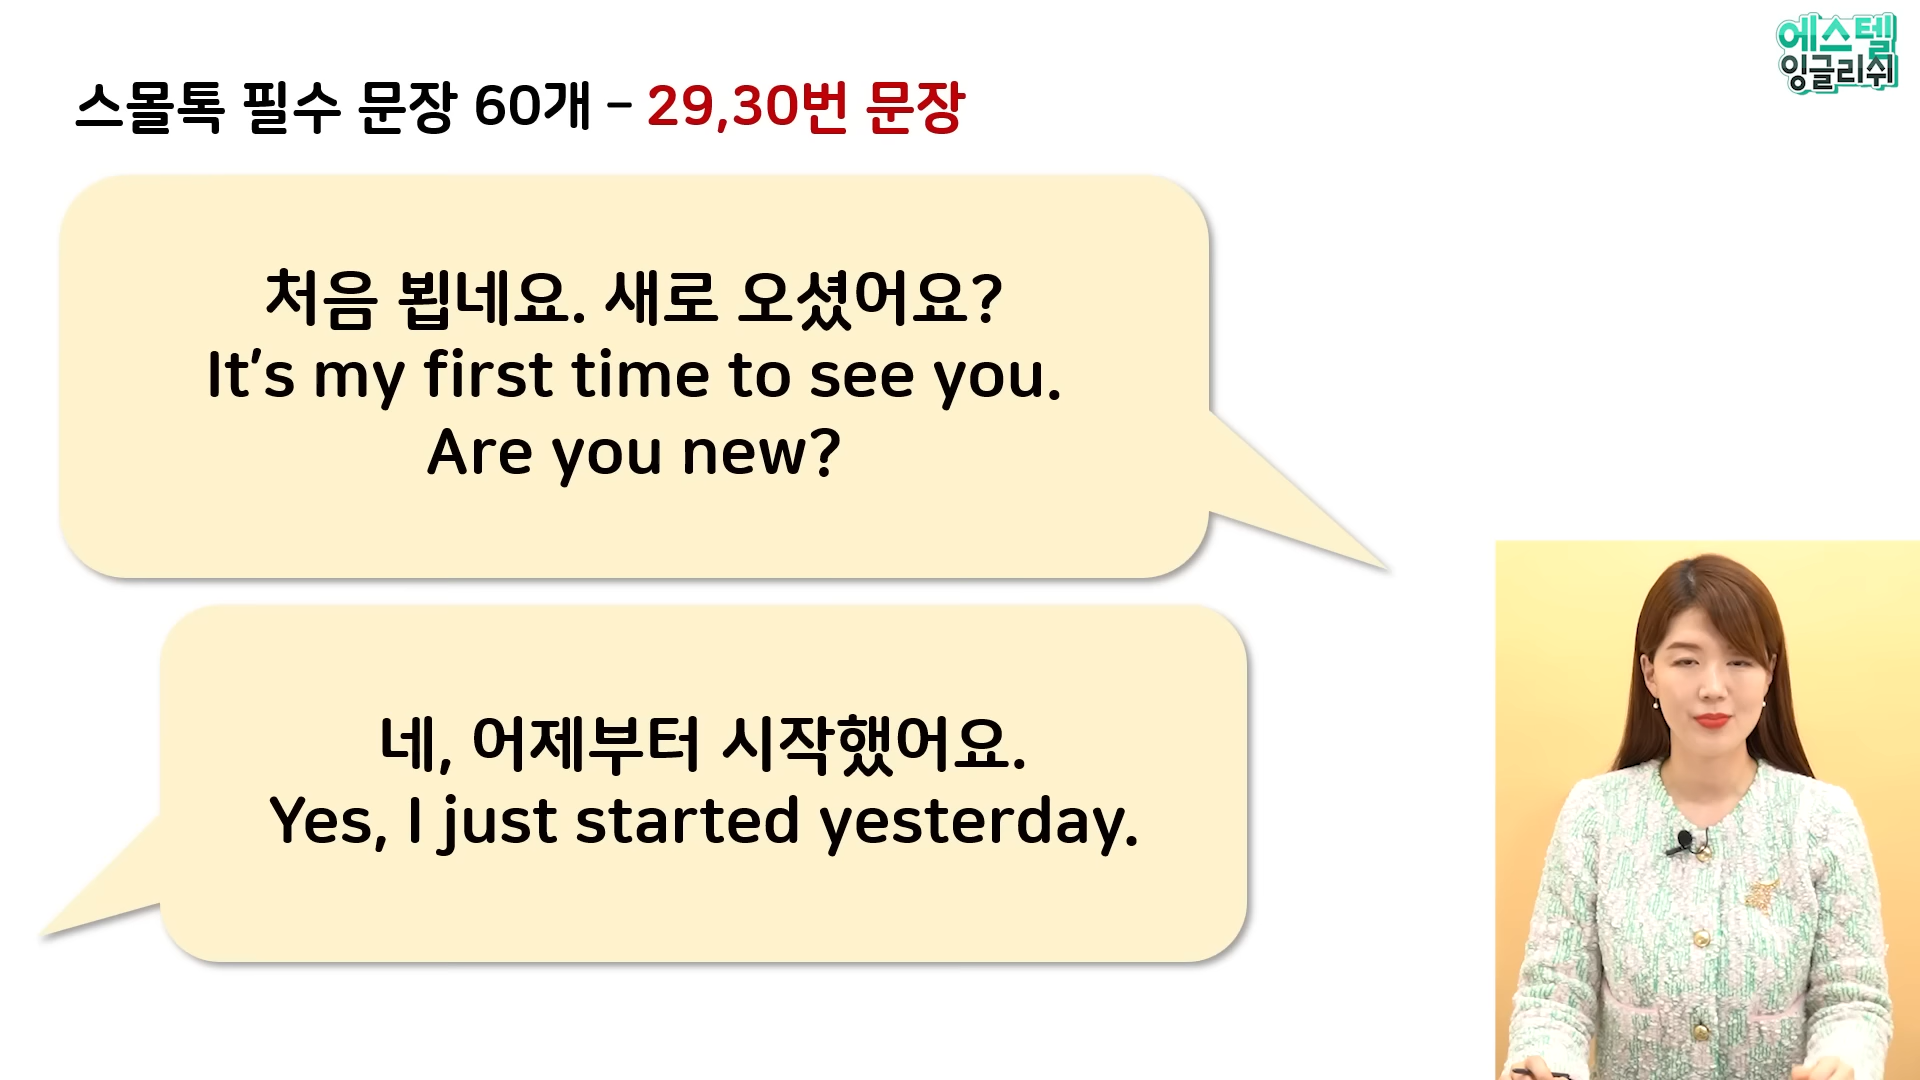 에스텔
잉글리쉬
스몰톡 필수 문장 60개 – 29,30번 문장
처음 뵙네요. 새로 오셨어요?
It's my first time to see you.
Are you new?
네, 어제부터 시작했어요.
Yes, I just started yesterday.